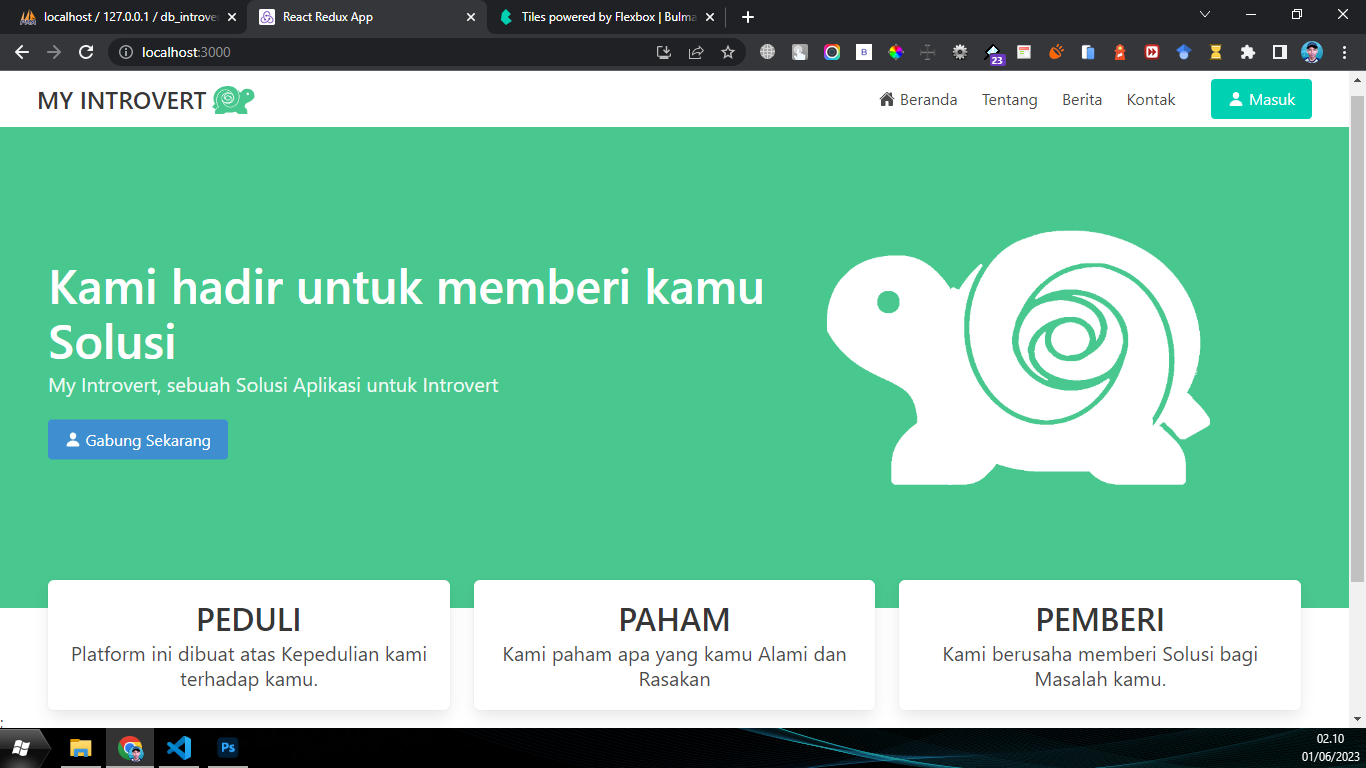 localhost / 127.0.0.1 / db_introve
React Redux App
Tiles powered by Flexbox | Bulma
localhost:3000
B
23
MY INTROVERT
Beranda
Tentang
Berita
Kontak
Masuk
Kami hadir untuk memberi kamu
Solusi
My Introvert, sebuah Solusi Aplikasi untuk Introvert
Gabung Sekarang
PEDULI
Platform ini dibuat atas Kepedulian kami
terhadap kamu.
PAHAM
Kami paham apa yang kamu Alami dan
Rasakan
PEMBERI
Kami berusaha memberi Solusi bagi
Masalah kamu.
;
Ps
02.10
01/06/2023